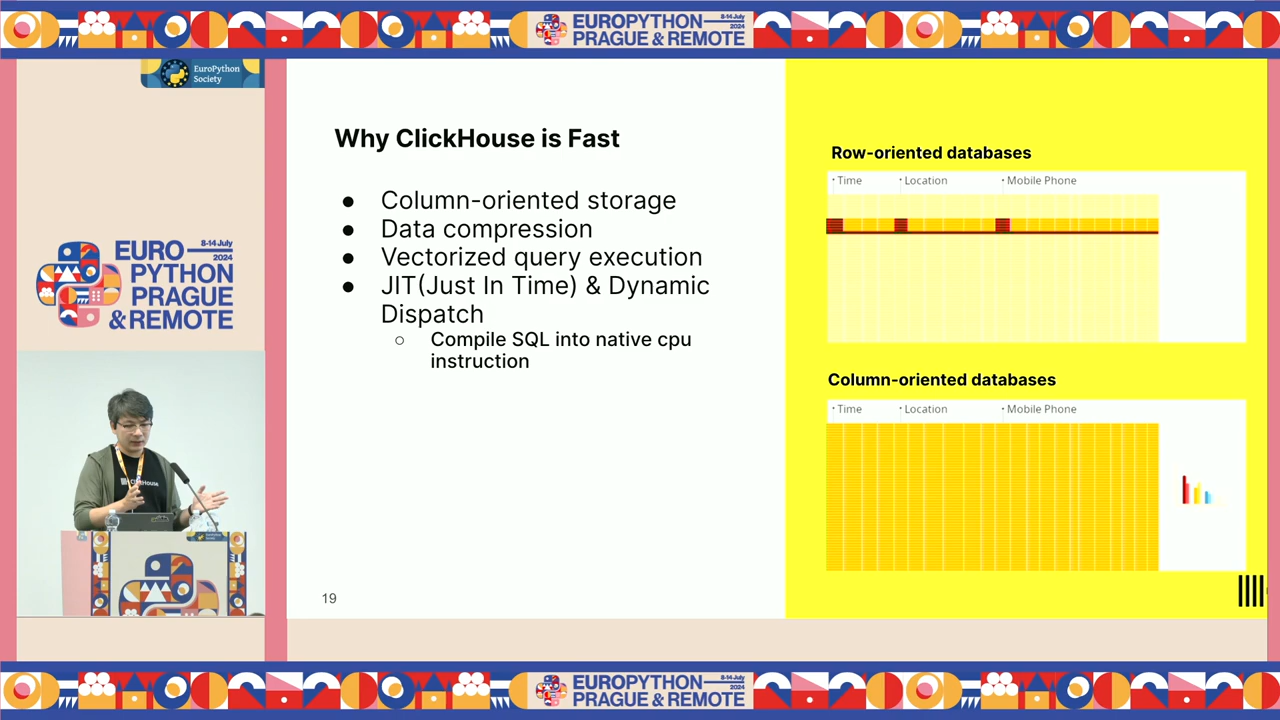 EUROPYTHON
PRAGUE & REMOTE
8-14 July
2024
EuroPython
Society
EURO
PYTHON
PRAGUE
& REMOTE
8-14 July
2024
ClickHouse
Why ClickHouse is Fast
● Column-oriented storage
● Data compression
● Vectorized query execution
● JIT(Just In Time) & Dynamic
Dispatch
○ Compile SQL into native cpu
instruction
19
Row-oriented databases
• Time • Location • Mobile Phone
Column-oriented databases
• Time • Location • Mobile Phone
EUROPYTHON
PRAGUE & REMOTE
8-14 July
2024